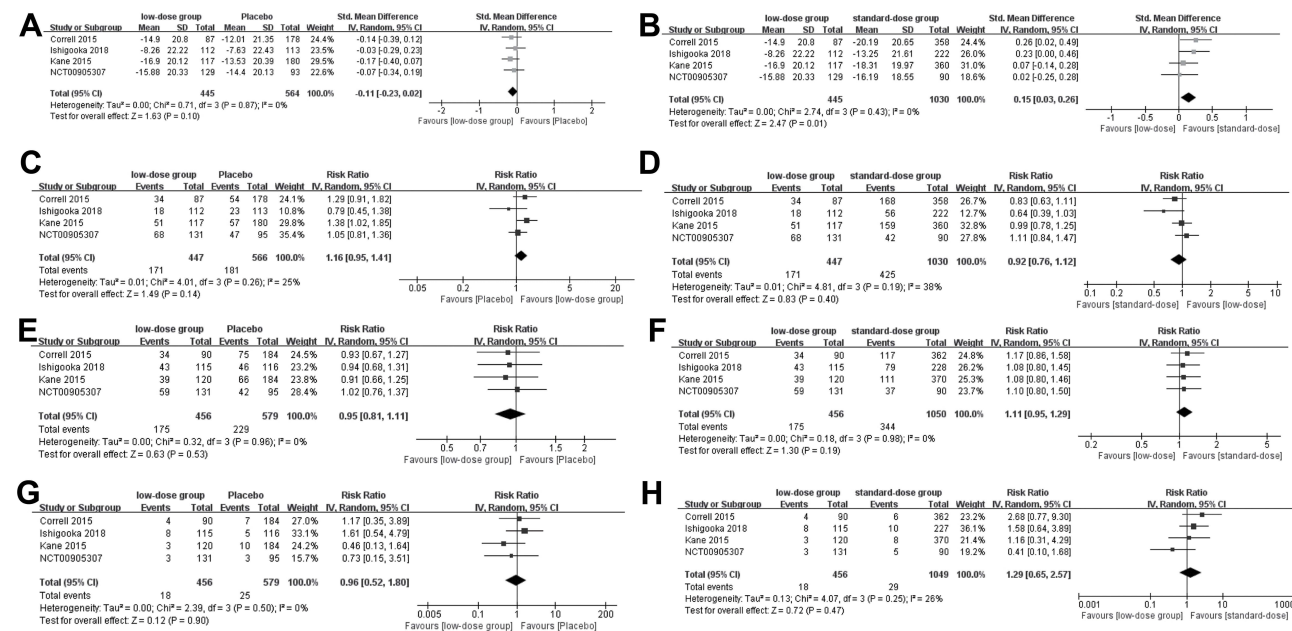 A
low-dose group Placebo Std. Mean Difference Std. Mean Difference
Study or Subgroup Mean SD Total Mean SD Total Weight IV, Random, 95% CI IV, Random, 95% CI
Correll 2015 -14.9 20.8 87 -12.01 21.35 178 24.4% -0.14 [-0.39, 0.12]
Ishigooka 2018 -8.26 22.22 112 -7.63 22.43 113 23.5% -0.03 [-0.29, 0.23]
Kane 2015 -16.9 20.12 117 -13.53 20.39 180 29.6% -0.17 [-0.40, 0.07]
NCT00905307 -15.88 20.33 129 -14.4 20.13 93 22.6% -0.07 [-0.34, 0.19]
Total (95% CI) 445 564 100.0% -0.11 [-0.23, 0.02]
Heterogeneity: Tau² = 0.00; Chi² = 0.71, df = 3 (P = 0.87); I² = 0%
Test for overall effect: Z = 1.63 (P = 0.10)
-2 -1 0 1 2
Favours [low-dose group] Favours [Placebo]
B
low-dose group standard-dose group Std. Mean Difference Std. Mean Difference
Study or Subgroup Mean SD Total Mean SD Total Weight IV, Random, 95% CI IV, Random, 95% CI
Correll 2015 -14.9 20.8 87 -20.19 20.65 358 24.4% 0.26 [0.02, 0.49]
Ishigooka 2018 -8.26 22.22 112 -13.25 21.61 222 26.0% 0.23 [0.00, 0.46]
Kane 2015 -16.9 20.12 117 -18.31 19.97 360 31.0% 0.07 [-0.14, 0.28]
NCT00905307 -15.88 20.33 129 -16.19 18.55 90 18.6% 0.02 [-0.25, 0.28]
Total (95% CI) 445 1030 100.0% 0.15 [0.03, 0.26]
Heterogeneity: Tau² = 0.00; Chi² = 2.74, df = 3 (P = 0.43); I² = 0%
Test for overall effect: Z = 2.47 (P = 0.01)
-1 -0.5 0 0.5 1
Favours [low-dose] Favours [standard-dose]
C
low-dose group Placebo Risk Ratio Risk Ratio
Study or Subgroup Events Total Events Total Weight IV, Random, 95% CI IV, Random, 95% CI
Correll 2015 34 87 54 178 24.1% 1.29 [0.91, 1.82]
Ishigooka 2018 18 112 23 113 10.8% 0.79 [0.45, 1.38]
Kane 2015 51 117 57 180 29.8% 1.38 [1.02, 1.85]
NCT00905307 68 131 47 95 35.4% 1.05 [0.81, 1.36]
Total (95% CI) 447 566 100.0% 1.16 [0.95, 1.41]
Total events 171 181
Heterogeneity: Tau² = 0.01; Chi² = 4.01, df = 3 (P = 0.26); I² = 25%
Test for overall effect: Z = 1.49 (P = 0.14)
0.05 0.2 1 5 20
Favours [Placebo] Favours [low-dose group]
D
low-dose group standard-dose group Risk Ratio Risk Ratio
Study or Subgroup Events Total Events Total Weight IV, Random, 95% CI IV, Random, 95% CI
Correll 2015 34 87 168 358 26.7% 0.83 [0.63, 1.11]
Ishigooka 2018 18 112 56 222 12.4% 0.64 [0.39, 1.03]
Kane 2015 51 117 159 360 33.1% 0.99 [0.78, 1.25]
NCT00905307 68 131 42 90 27.8% 1.11 [0.84, 1.47]
Total (95% CI) 447 1030 100.0% 0.92 [0.76, 1.12]
Total events 171 425
Heterogeneity: Tau² = 0.01; Chi² = 4.81, df = 3 (P = 0.19); I² = 38%
Test for overall effect: Z = 0.83 (P = 0.40)
0.1 0.2 0.5 1 2 5 10
Favours [standard-dose] Favours [low-dose]
E
low-dose group Placebo Risk Ratio Risk Ratio
Study or Subgroup Events Total Events Total Weight IV, Random, 95% CI IV, Random, 95% CI
Correll 2015 34 90 75 184 24.5% 0.93 [0.67, 1.27]
Ishigooka 2018 43 115 46 116 23.2% 0.94 [0.68, 1.31]
Kane 2015 39 120 66 184 23.8% 0.91 [0.66, 1.25]
NCT00905307 59 131 42 95 28.4% 1.02 [0.76, 1.37]
Total (95% CI) 456 579 100.0% 0.95 [0.81, 1.11]
Total events 175 229
Heterogeneity: Tau² = 0.00; Chi² = 0.32, df = 3 (P = 0.96); I² = 0%
Test for overall effect: Z = 0.63 (P = 0.53)
0.5 0.7 1 1.5 2
Favours [low-dose group] Favours [Placebo]
F
low-dose group standard-dose group Risk Ratio Risk Ratio
Study or Subgroup Events Total Events Total Weight IV, Random, 95% CI IV, Random, 95% CI
Correll 2015 34 90 117 362 24.8% 1.17 [0.86, 1.58]
Ishigooka 2018 43 115 79 228 26.2% 1.08 [0.80, 1.45]
Kane 2015 39 120 111 370 25.3% 1.08 [0.80, 1.46]
NCT00905307 59 131 37 90 23.7% 1.10 [0.80, 1.50]
Total (95% CI) 456 1050 100.0% 1.11 [0.95, 1.29]
Total events 175 344
Heterogeneity: Tau² = 0.00; Chi² = 0.18, df = 3 (P = 0.98); I² = 0%
Test for overall effect: Z = 1.30 (P = 0.19)
0.2 0.5 1 2 5
Favours [low-dose] Favours [standard-dose]
G
low-dose group Placebo Risk Ratio Risk Ratio
Study or Subgroup Events Total Events Total Weight IV, Random, 95% CI IV, Random, 95% CI
Correll 2015 4 90 7 184 27.0% 1.17 [0.35, 3.89]
Ishigooka 2018 8 115 5 116 33.1% 1.61 [0.54, 4.79]
Kane 2015 3 120 10 184 24.2% 0.46 [0.13, 1.64]
NCT00905307 3 131 3 95 15.7% 0.73 [0.15, 3.51]
Total (95% CI) 456 579 100.0% 0.96 [0.52, 1.80]
Total events 18 25
Heterogeneity: Tau² = 0.00; Chi² = 2.39, df = 3 (P = 0.50); I² = 0%
Test for overall effect: Z = 0.12 (P = 0.90)
0.005 0.1 1 10 200
Favours [low-dose group] Favours [Placebo]
H
low-dose group standard-dose group Risk Ratio Risk Ratio
Study or Subgroup Events Total Events Total Weight IV, Random, 95% CI IV, Random, 95% CI
Correll 2015 4 90 6 362 23.2% 2.68 [0.77, 9.30]
Ishigooka 2018 8 115 10 227 36.1% 1.58 [0.64, 3.89]
Kane 2015 3 120 8 370 21.4% 1.16 [0.31, 4.29]
NCT00905307 3 131 5 90 19.2% 0.41 [0.10, 1.68]
Total (95% CI) 456 1049 100.0% 1.29 [0.65, 2.57]
Total events 18 29
Heterogeneity: Tau² = 0.13; Chi² = 4.07, df = 3 (P = 0.25); I² = 26%
Test for overall effect: Z = 0.72 (P = 0.47)
0.001 0.1 1 10 1000
Favours [low-dose group] Favours [standard-dose]